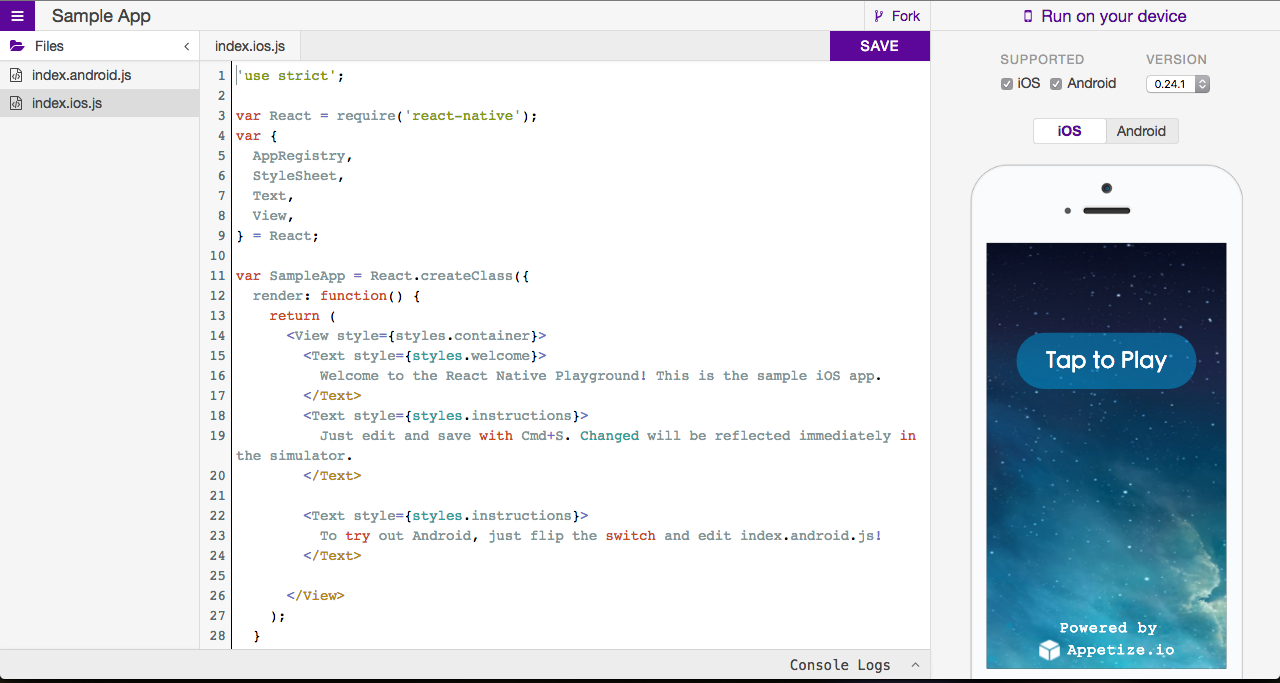 Sample App
Fork
Run on your device
Files
index.android.js
index.ios.js
index.ios.js
SAVE
1 'use strict';
2
3 var React = require('react-native');
4 var {
5   AppRegistry,
6   StyleSheet,
7   Text,
8   View,
9 } = React;
10
11 var SampleApp = React.createClass({
12   render: function() {
13     return (
14       <View style={styles.container}>
15         <Text style={styles.welcome}>
16           Welcome to the React Native Playground! This is the sample iOS app.
17         </Text>
18         <Text style={styles.instructions}>
19           Just edit and save with Cmd+S. Changed will be reflected immediately in
the simulator.
20         </Text>
21
22         <Text style={styles.instructions}>
23           To try out Android, just flip the switch and edit index.android.js!
24         </Text>
25
26       </View>
27     );
28   }
Console Logs
SUPPORTED
iOS Android
VERSION
0.24.1
iOS Android
Tap to Play
Powered by
Appetize.io